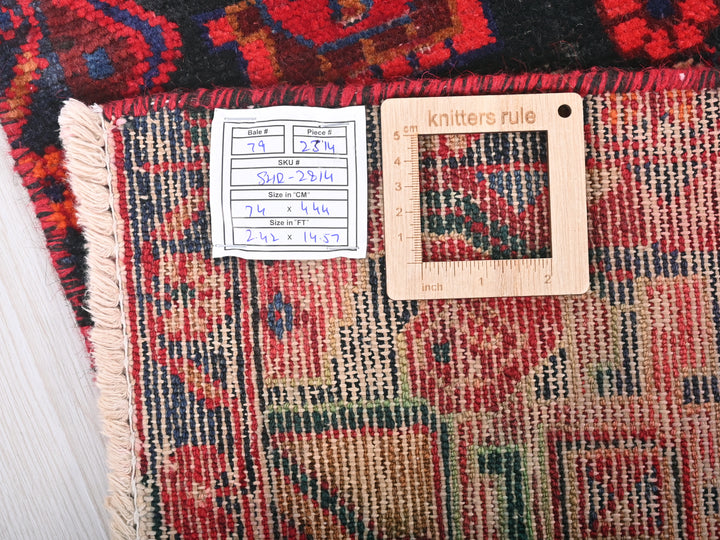 Bale # Piece #
79 2814
SKU #
SHR-2814
Size in "CM"
74 x 444
Size in "FT"
2.42 x 14.57
knitters rule
5 cm
4
3
2
1
inch 1 2